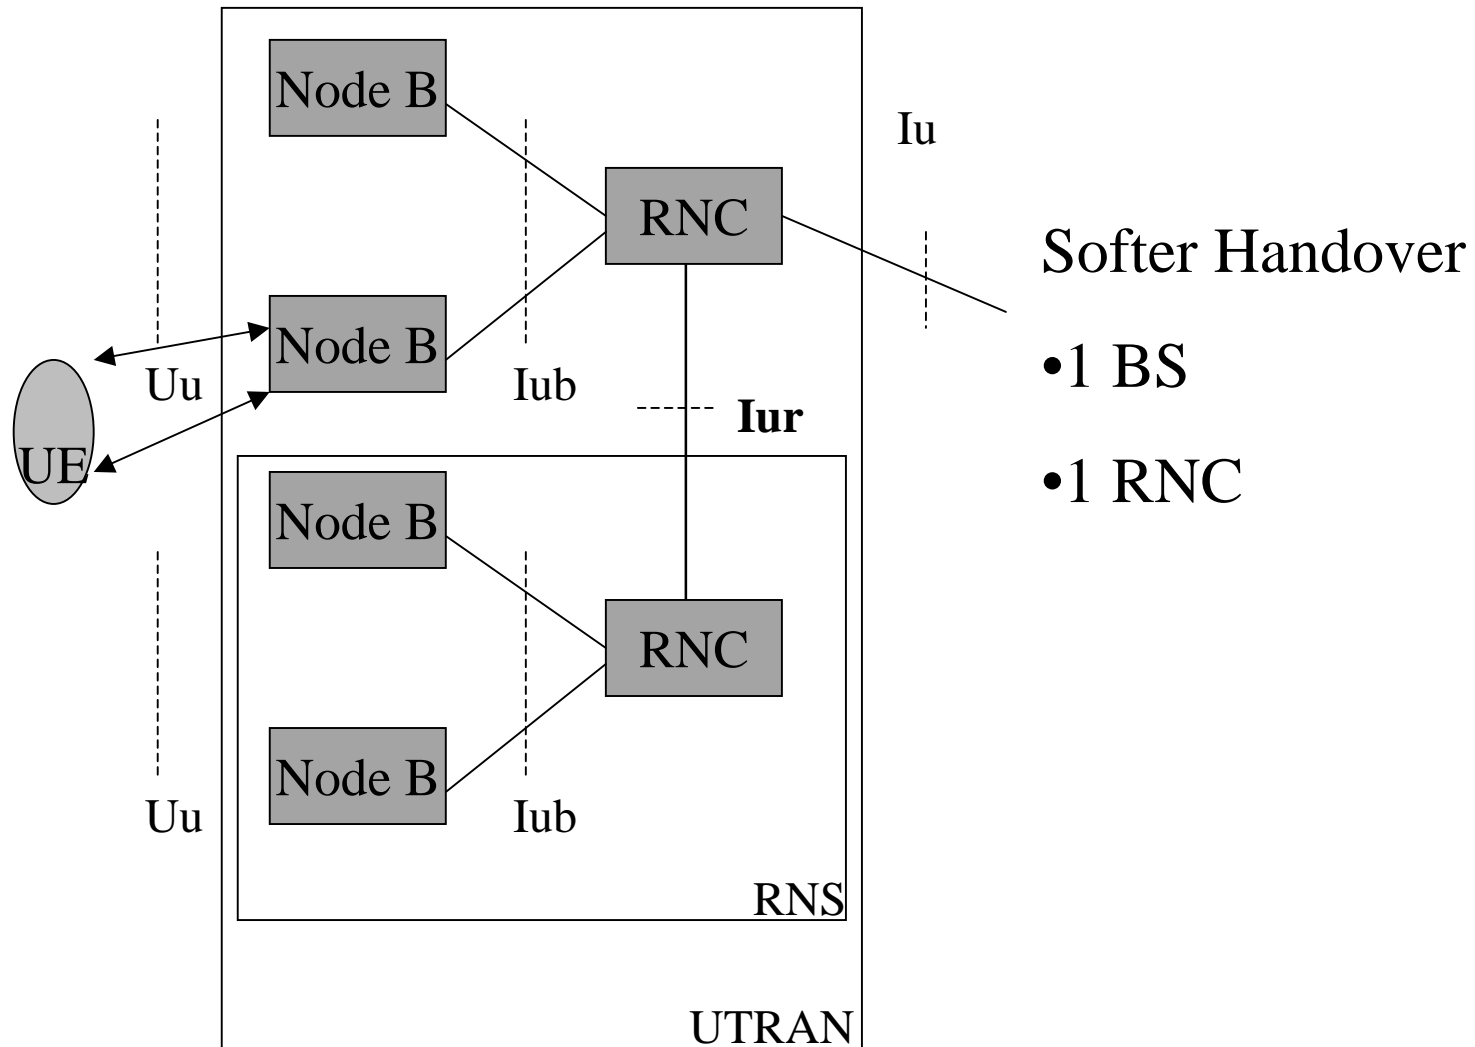 Node B
Iu
RNC
Softer Handover
Node B
•1 BS
Uu
Iub
Iur
UE
•1 RNC
Node B
RNC
Node B
Uu
Iub
RNS
UTRAN